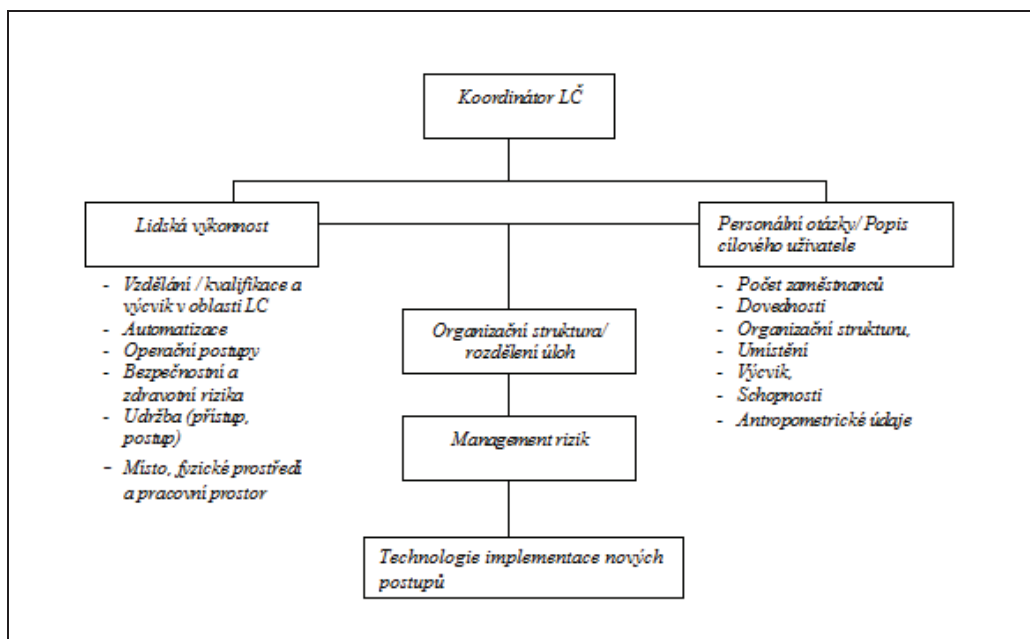 Koordinátor LČ
Lidská výkonnost
Personální otázky/ Popis
cílového uživatele
- Vzdělání / kvalifikace a
výcvik v oblasti LC
- Automatizace
- Operační postupy
- Bezpečnostní a
zdravotní rizika
- Udržba (přístup,
postup)
- Místo, fyzické prostředí
a pracovní prostor
Organizační struktura/
rozdělení úloh
Management rizik
Technologie implementace nových
postupů
- Počet zaměstnanců
- Dovednosti
- Organizační strukturu,
- Umístění
- Výcvik,
- Schopnosti
- Antropometrické údaje